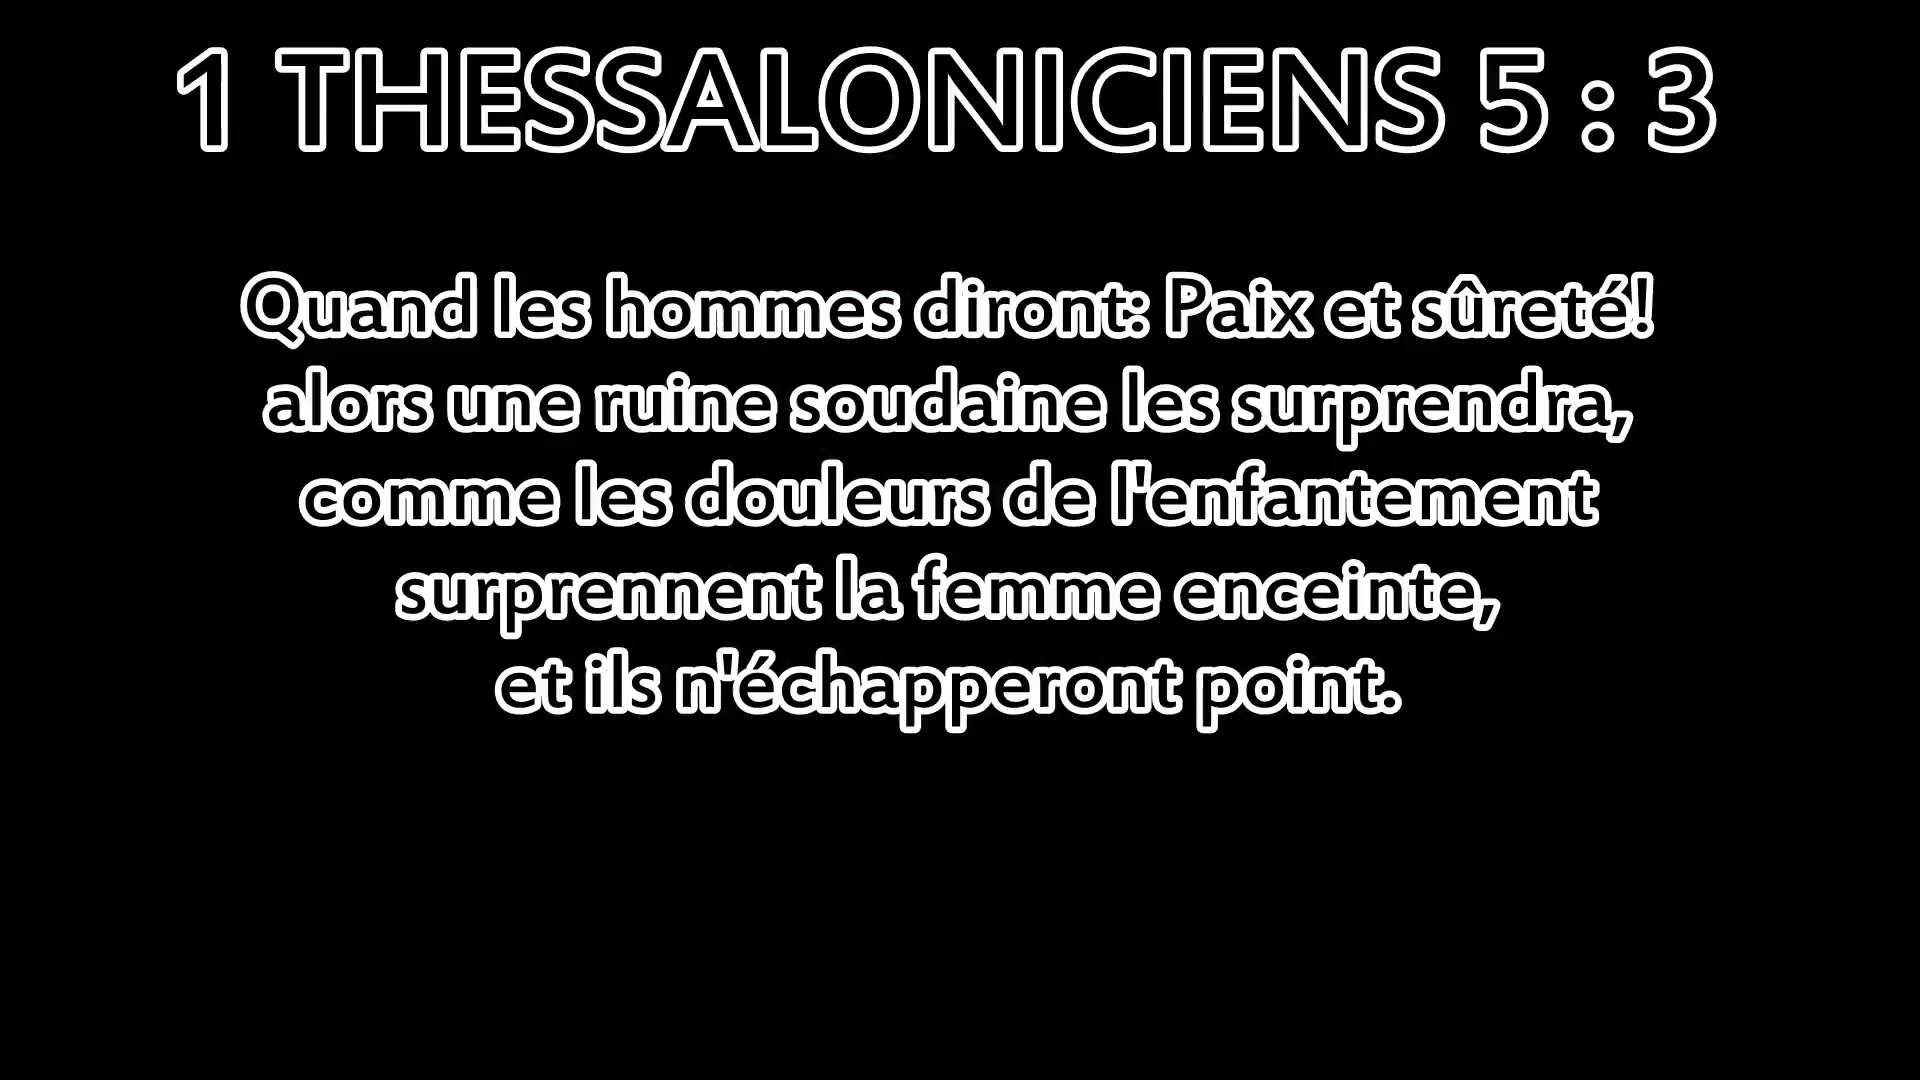 1 THESSALONICIENS 5 : 3
Quand les hommes diront: Paix et sûreté!
alors une ruine soudaine les surprendra,
comme les douleurs de l'enfantement
surprennent la femme enceinte,
et ils n'échapperont point.